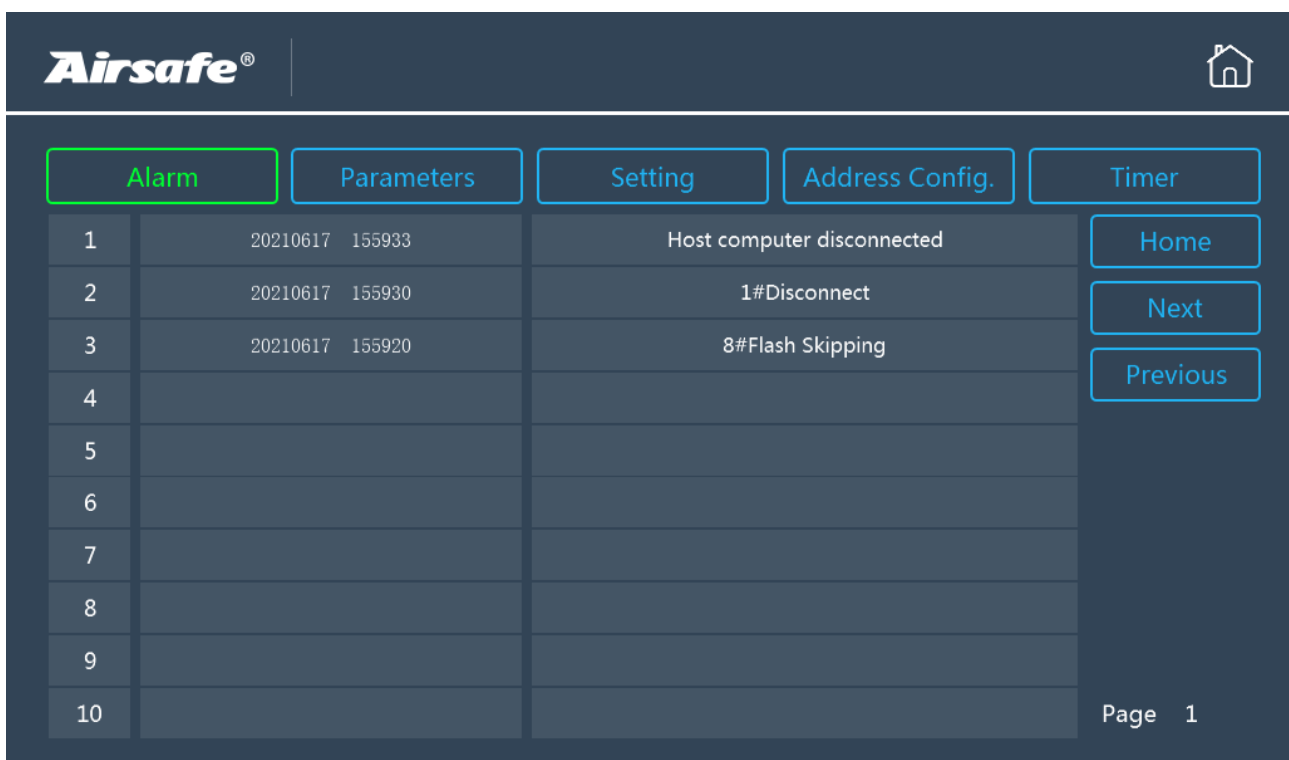 Airsafe®
Alarm Parameters Setting Address Config. Timer
1 20210617 155933 Host computer disconnected Home
2 20210617 155930 1#Disconnect Next
3 20210617 155920 8#Flash Skipping Previous
4
5
6
7
8
9
10 Page 1